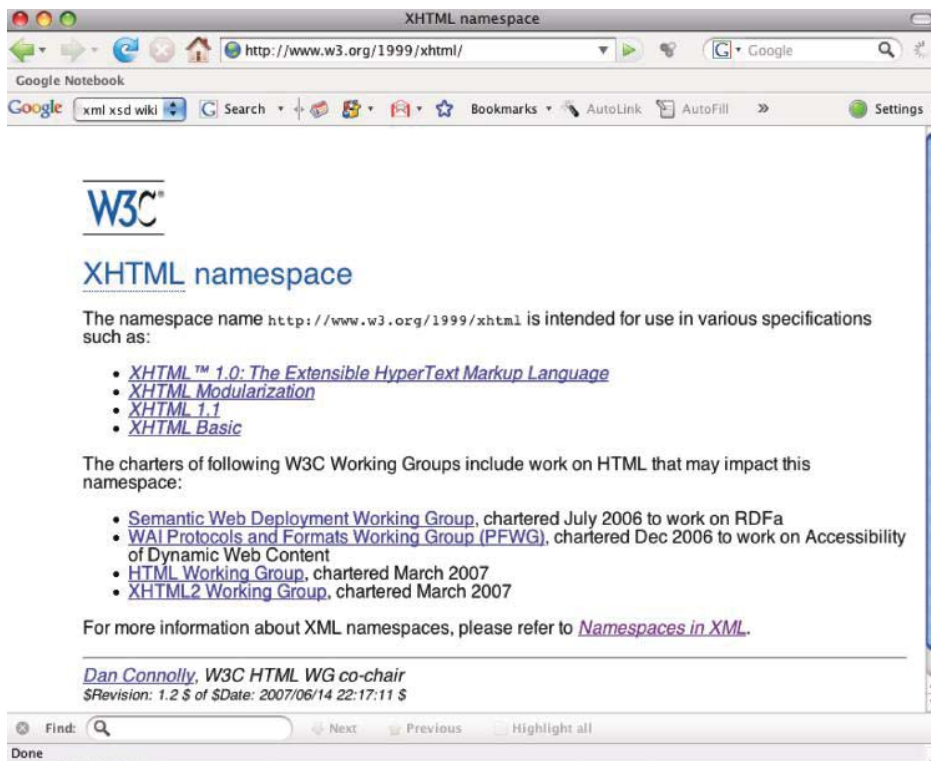 XHTML namespace
http://www.w3.org/1999/xhtml/
G Google
Google Notebook
Google xml xsd wiki G Search Bookmarks AutoLink AutoFill » Settings
W3C®
XHTML namespace
The namespace name http://www.w3.org/1999/xhtml is intended for use in various specifications
such as:
• XHTML™ 1.0: The Extensible HyperText Markup Language
• XHTML Modularization
• XHTML 1.1
• XHTML Basic
The charters of following W3C Working Groups include work on HTML that may impact this
namespace:
• Semantic Web Deployment Working Group, chartered July 2006 to work on RDFa
• WAI Protocols and Formats Working Group (PFWG), chartered Dec 2006 to work on Accessibility
of Dynamic Web Content
• HTML Working Group, chartered March 2007
• XHTML2 Working Group, chartered March 2007
For more information about XML namespaces, please refer to Namespaces in XML.
Dan Connolly, W3C HTML WG co-chair
$Revision: 1.2 $ of $Date: 2007/06/14 22:17:11 $
Find: Next Previous Highlight all
Done